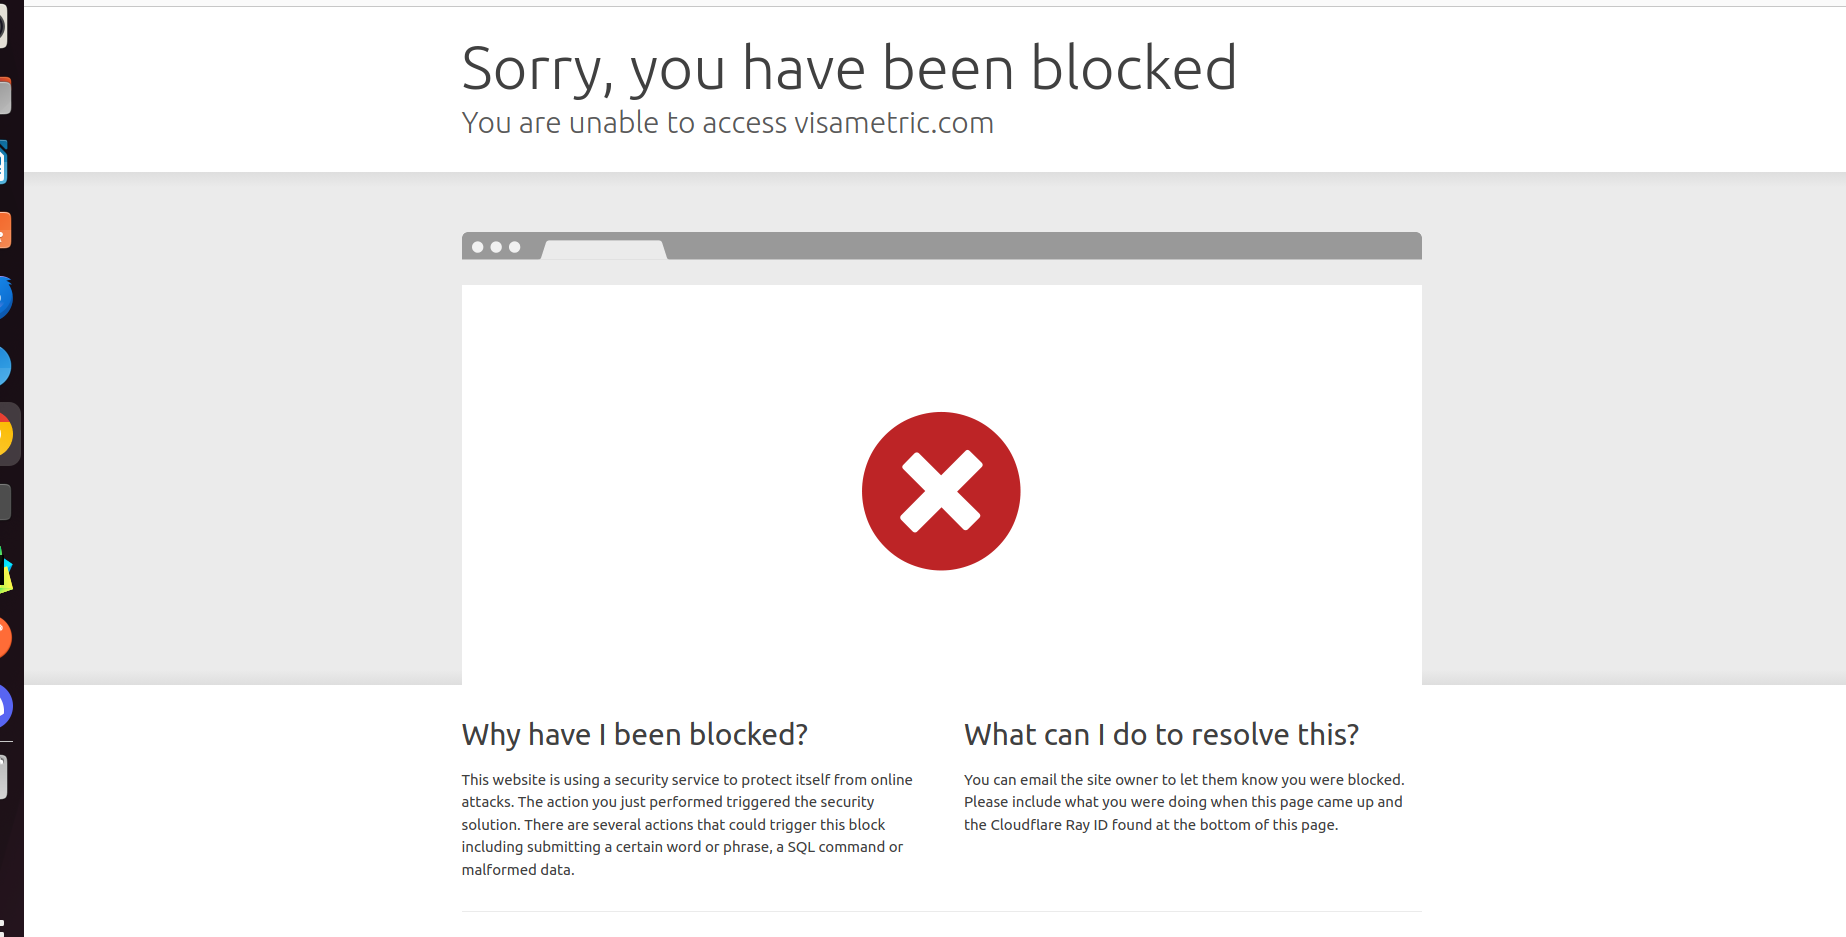 Sorry, you have been blocked
You are unable to access visametric.com
Why have I been blocked?
This website is using a security service to protect itself from online
attacks. The action you just performed triggered the security
solution. There are several actions that could trigger this block
including submitting a certain word or phrase, a SQL command or
malformed data.
What can I do to resolve this?
You can email the site owner to let them know you were blocked.
Please include what you were doing when this page came up and
the Cloudflare Ray ID found at the bottom of this page.